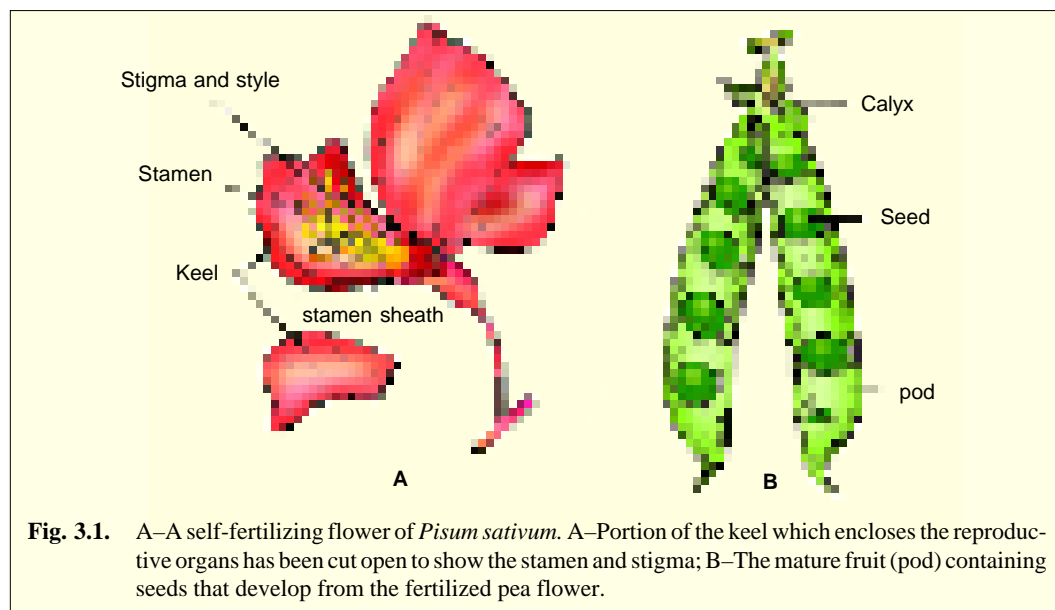 Stigma and style
Stamen
Keel
stamen sheath
A
Calyx
Seed
pod
B
Fig. 3.1. A–A self-fertilizing flower of Pisum sativum. A–Portion of the keel which encloses the reproduc-
tive organs has been cut open to show the stamen and stigma; B–The mature fruit (pod) containing
seeds that develop from the fertilized pea flower.